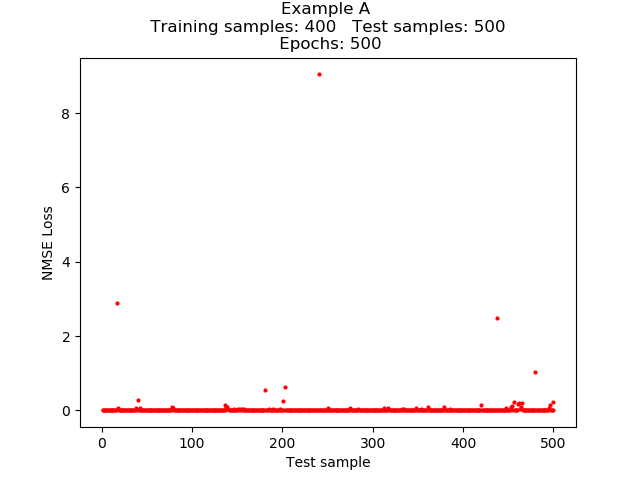 Example A
Training samples: 400   Test samples: 500
Epochs: 500
NMSE Loss
8
6
4
2
0
0 100 200 300 400 500
Test sample